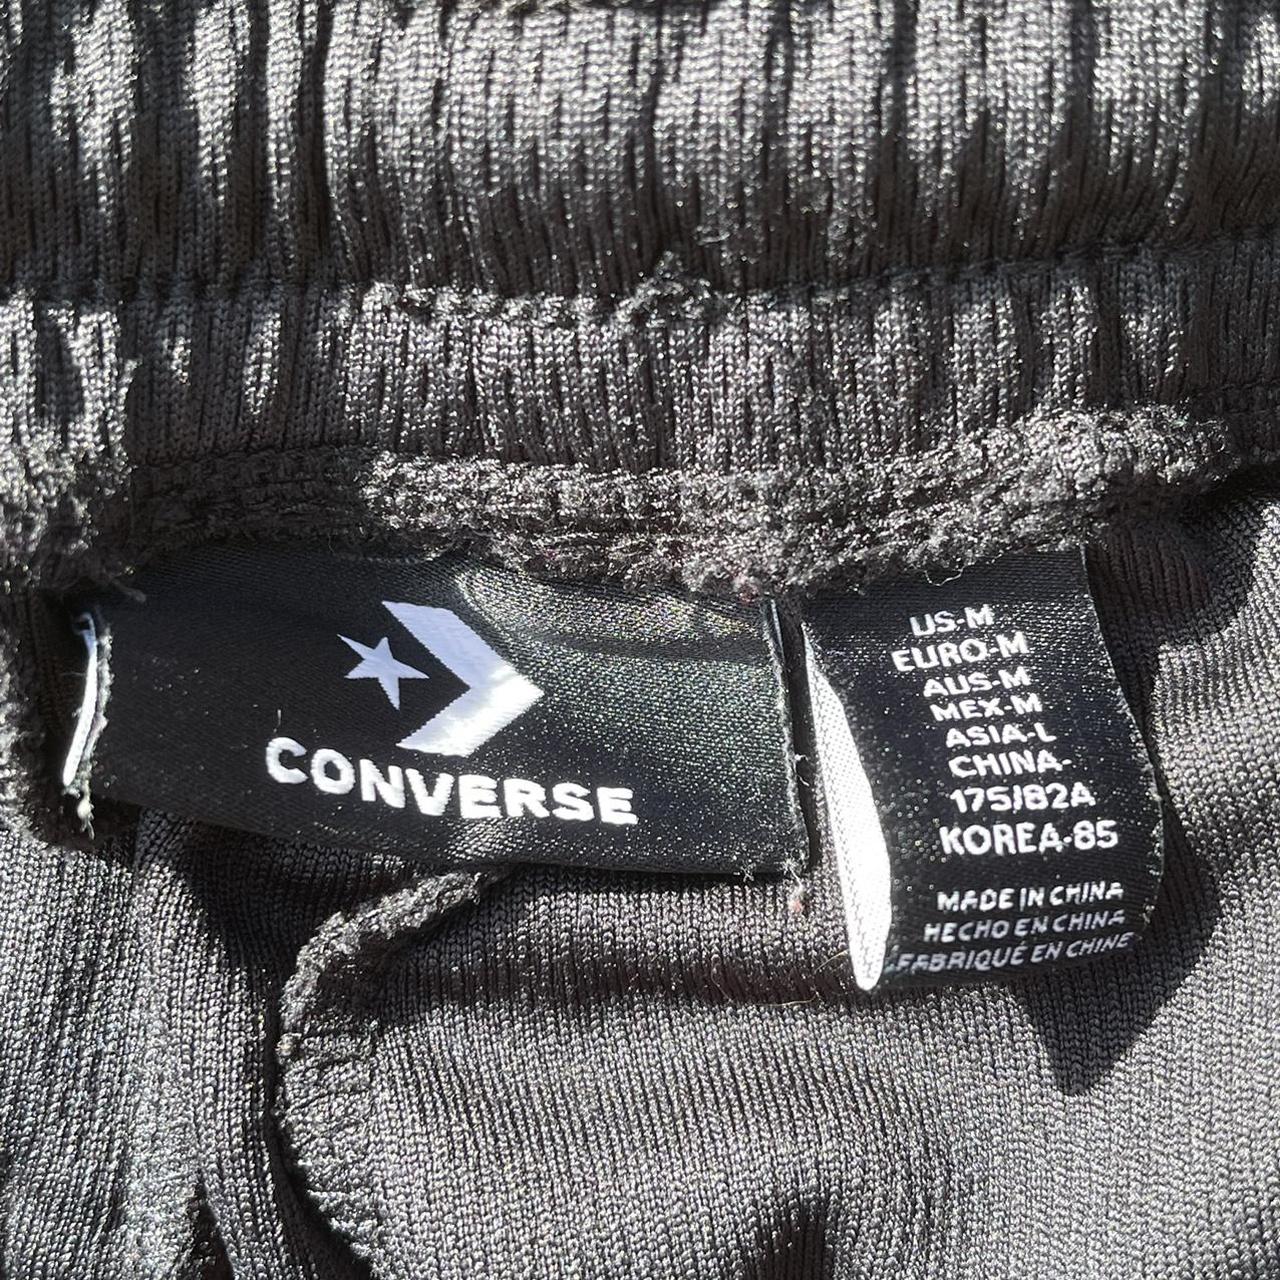 CONVERSE
US-M
EURO-M
AUS-M
MEX-M
ASIA-L
CHINA-
175/82A
KOREA-85
MADE IN CHINA
HECHO EN CHINA
FABRIQUÉ EN CHINE